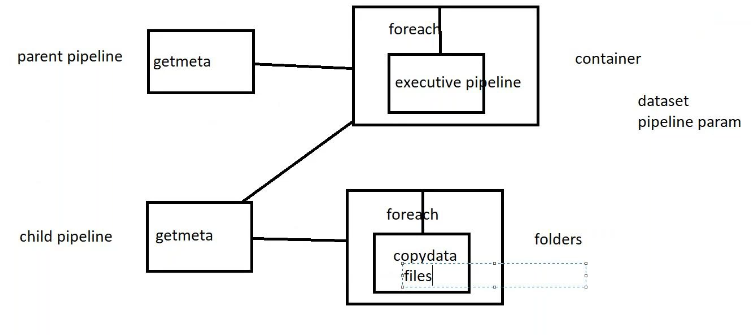 parent pipeline
getmeta
foreach
executive pipeline
container
dataset
pipeline param
child pipeline
getmeta
foreach
copydata
files
folders